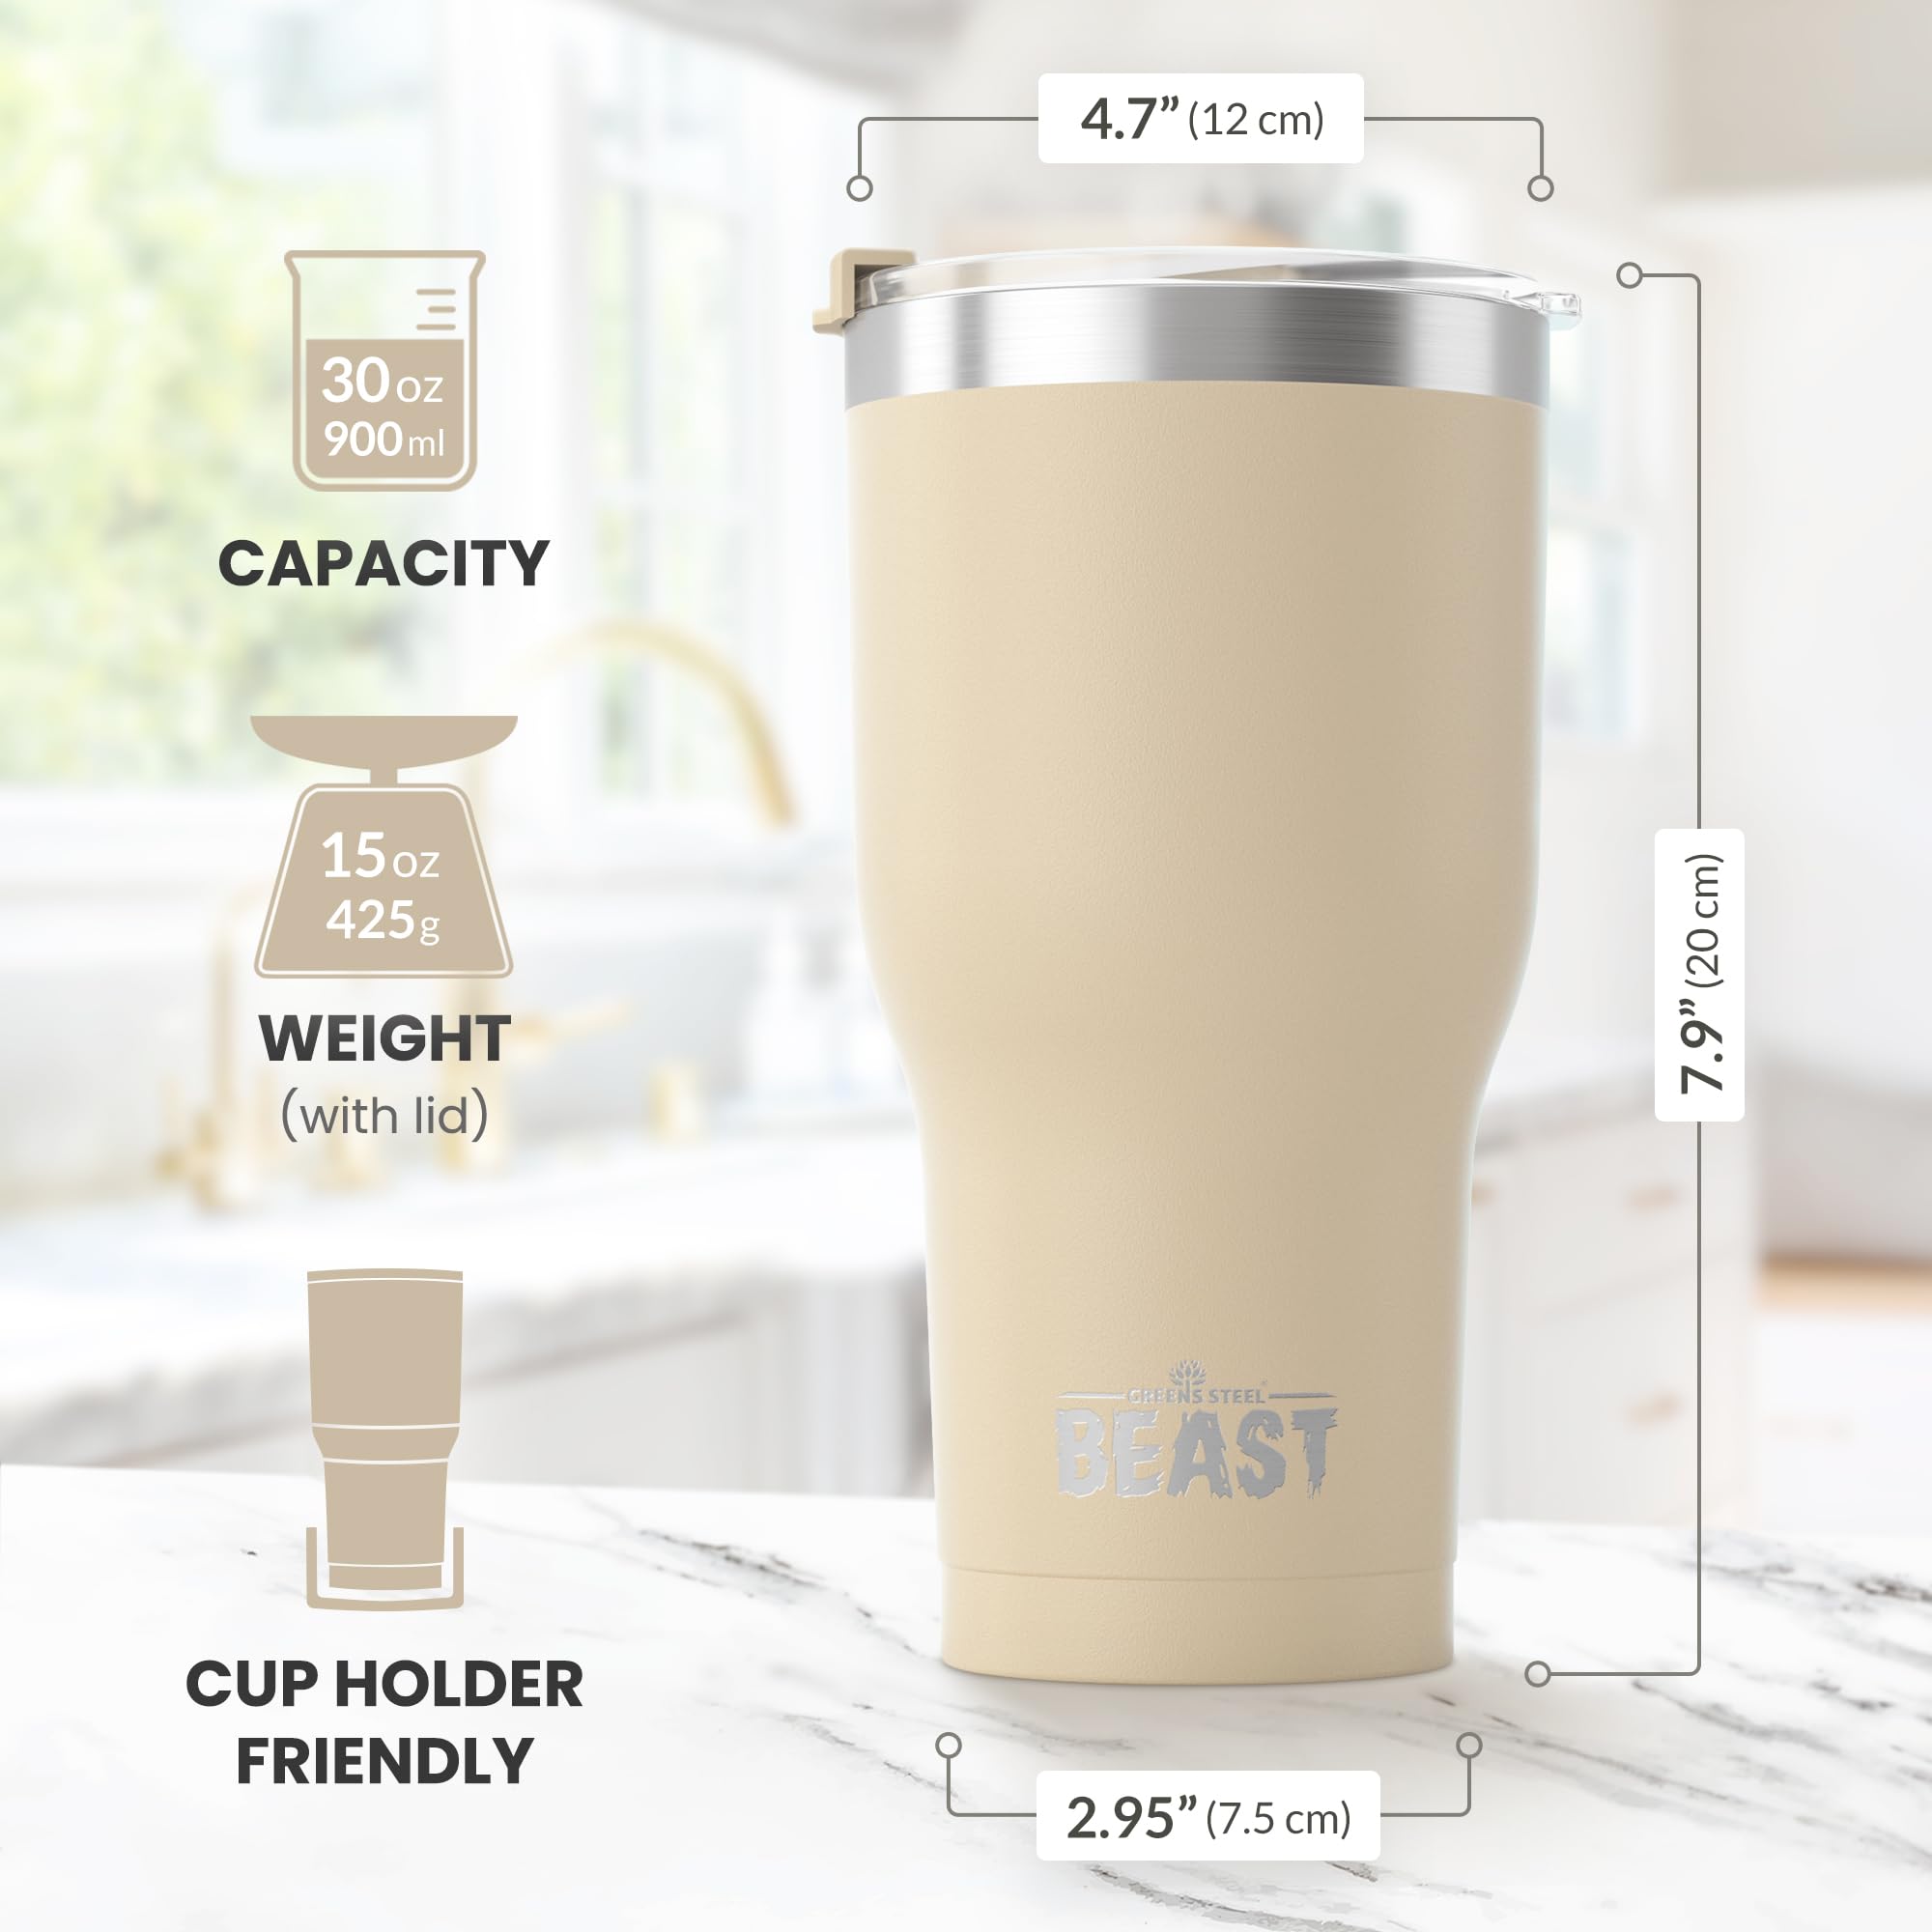 4.7” (12 cm)
30 oz
900 ml
CAPACITY
15 oz
425 g
WEIGHT
(with lid)
7.9” (20 cm)
GREENS STEEL
BEAST
CUP HOLDER
FRIENDLY
2.95” (7.5 cm)